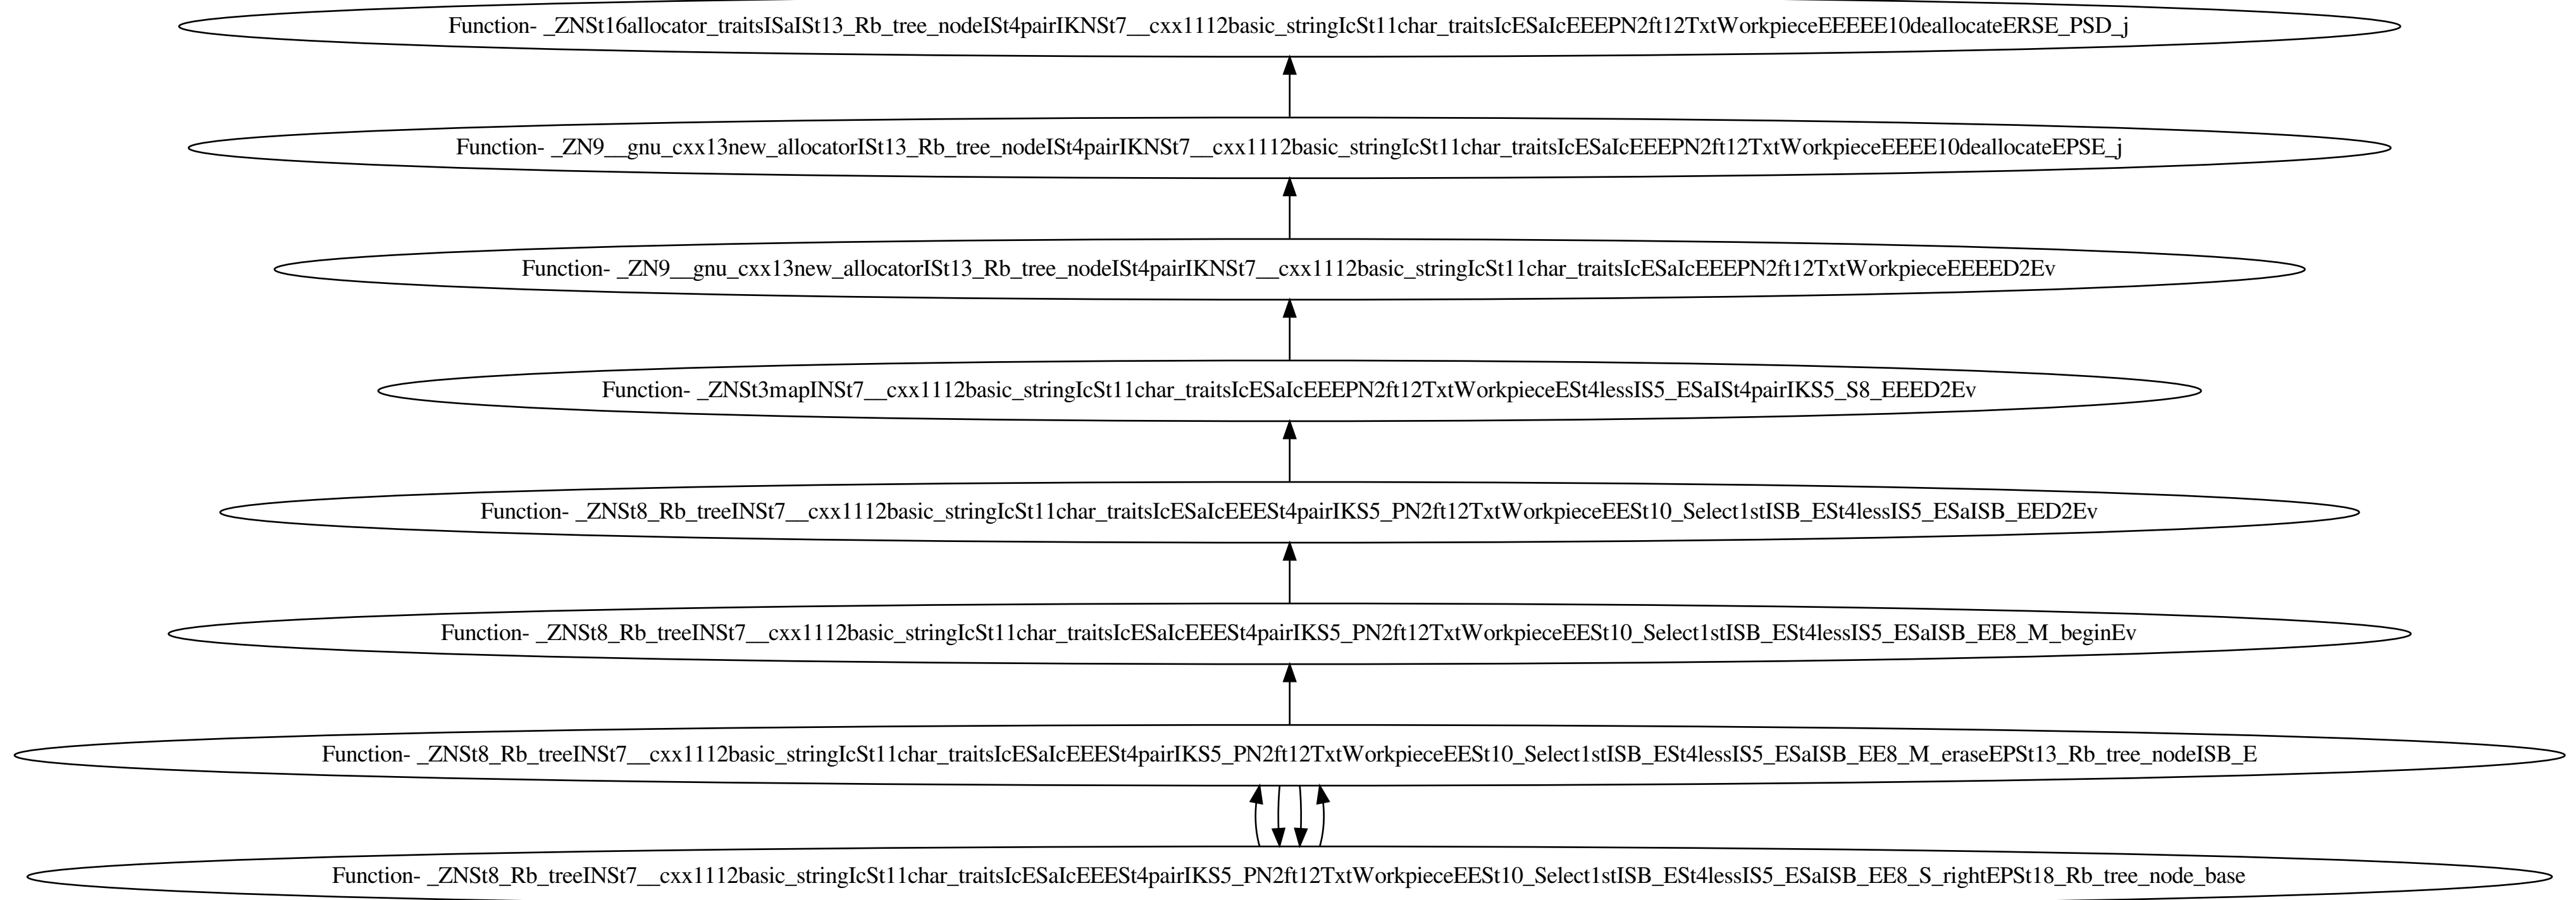 Function- _ZNSt16allocator_traitsISaISt13_Rb_tree_nodeISt4pairIKNSt7__cxx1112basic_stringIcSt11char_traitsIcESaIcEEEPN2ft12TxtWorkpieceEEEEE10deallocateERSE_PSD_j
Function- _ZN9__gnu_cxx13new_allocatorISt13_Rb_tree_nodeISt4pairIKNSt7__cxx1112basic_stringIcSt11char_traitsIcESaIcEEEPN2ft12TxtWorkpieceEEEE10deallocateEPSE_j
Function- _ZN9__gnu_cxx13new_allocatorISt13_Rb_tree_nodeISt4pairIKNSt7__cxx1112basic_stringIcSt11char_traitsIcESaIcEEEPN2ft12TxtWorkpieceEEEED2Ev
Function- _ZNSt3mapINSt7__cxx1112basic_stringIcSt11char_traitsIcESaIcEEEPN2ft12TxtWorkpieceESt4lessIS5_ESaISt4pairIKS5_S8_EEED2Ev
Function- _ZNSt8_Rb_treeINSt7__cxx1112basic_stringIcSt11char_traitsIcESaIcEEESt4pairIKS5_PN2ft12TxtWorkpieceEESt10_Select1stISB_ESt4lessIS5_ESaISB_EED2Ev
Function- _ZNSt8_Rb_treeINSt7__cxx1112basic_stringIcSt11char_traitsIcESaIcEEESt4pairIKS5_PN2ft12TxtWorkpieceEESt10_Select1stISB_ESt4lessIS5_ESaISB_EE8_M_beginEv
Function- _ZNSt8_Rb_treeINSt7__cxx1112basic_stringIcSt11char_traitsIcESaIcEEESt4pairIKS5_PN2ft12TxtWorkpieceEESt10_Select1stISB_ESt4lessIS5_ESaISB_EE8_M_eraseEPSt13_Rb_tree_nodeISB_E
Function- _ZNSt8_Rb_treeINSt7__cxx1112basic_stringIcSt11char_traitsIcESaIcEEESt4pairIKS5_PN2ft12TxtWorkpieceEESt10_Select1stISB_ESt4lessIS5_ESaISB_EE8_S_rightEPSt18_Rb_tree_node_base